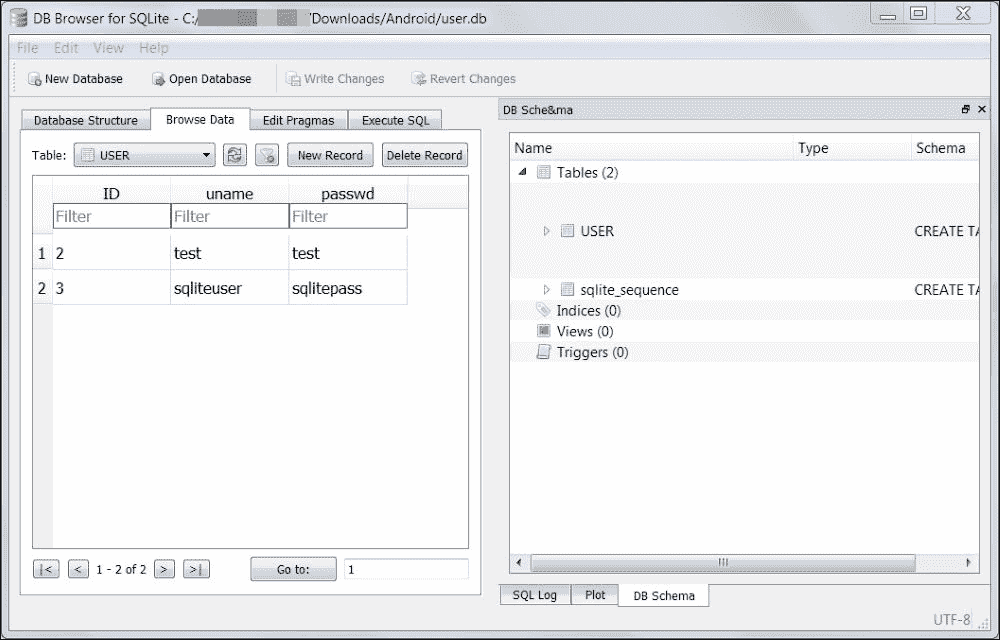 DB Browser for SQLite - C:/ '/Downloads/Android/user.db
File Edit View Help
New Database Open Database Write Changes Revert Changes
Database Structure Browse Data Edit Pragmas Execute SQL
Table: USER New Record Delete Record
ID uname passwd
Filter Filter Filter
1 2 test test
2 3 sqliteuser sqlitepass
|< < 1 - 2 of 2 > >| Go to: 1
DB Sche&ma
Name Type Schema
Tables (2)
USER CREATE TA
sqlite_sequence CREATE TA
Indices (0)
Views (0)
Triggers (0)
SQL Log Plot DB Schema
UTF-8